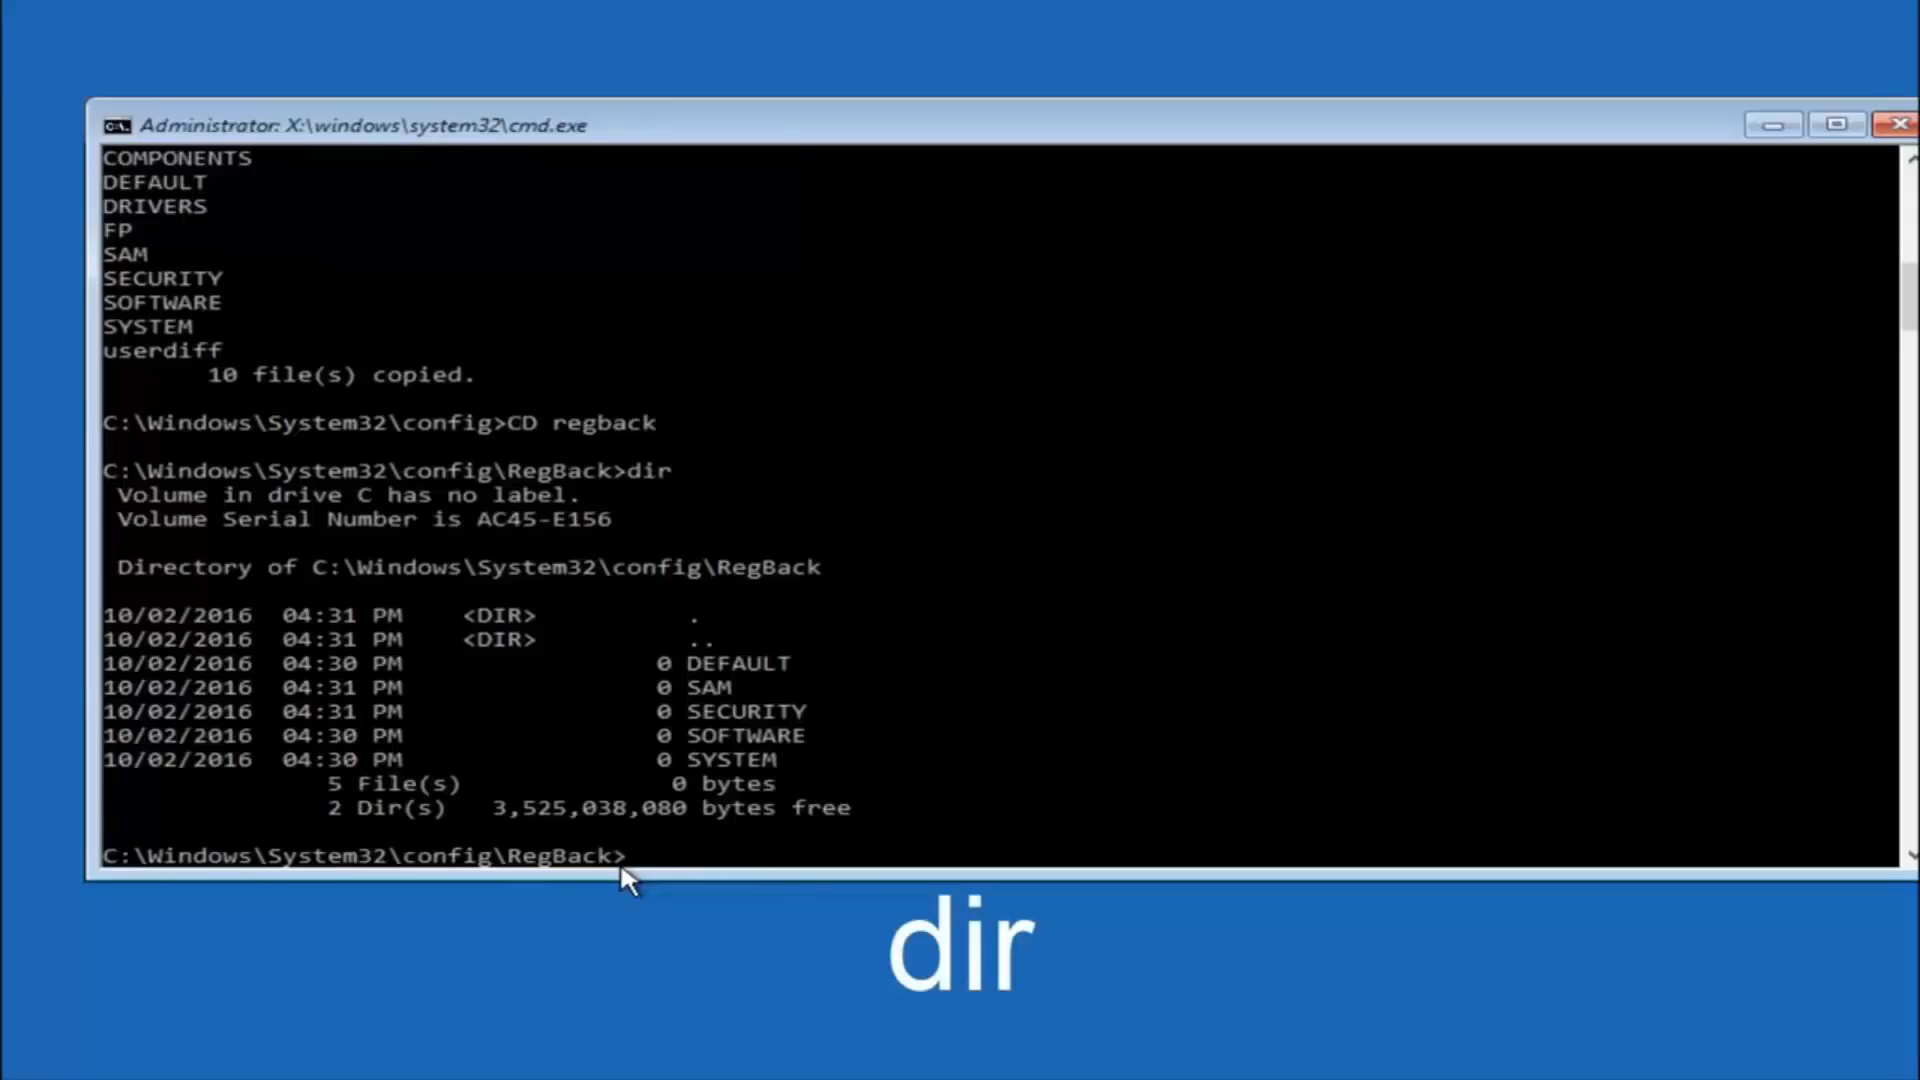 Administrator: X:\windows\system32\cmd.exe
COMPONENTS
DEFAULT
DRIVERS
FP
SAM
SECURITY
SOFTWARE
SYSTEM
userdiff
10 file(s) copied.
C:\Windows\System32\config>CD regback
C:\Windows\System32\config\RegBack>dir
Volume in drive C has no label.
Volume Serial Number is AC45-E156
Directory of C:\Windows\System32\config\RegBack
10/02/2016 04:31 PM <DIR> .
10/02/2016 04:31 PM <DIR> ..
10/02/2016 04:30 PM 0 DEFAULT
10/02/2016 04:31 PM 0 SAM
10/02/2016 04:31 PM 0 SECURITY
10/02/2016 04:30 PM 0 SOFTWARE
10/02/2016 04:30 PM 0 SYSTEM
5 File(s) 0 bytes
2 Dir(s) 3,525,038,080 bytes free
C:\Windows\System32\config\RegBack>
dir